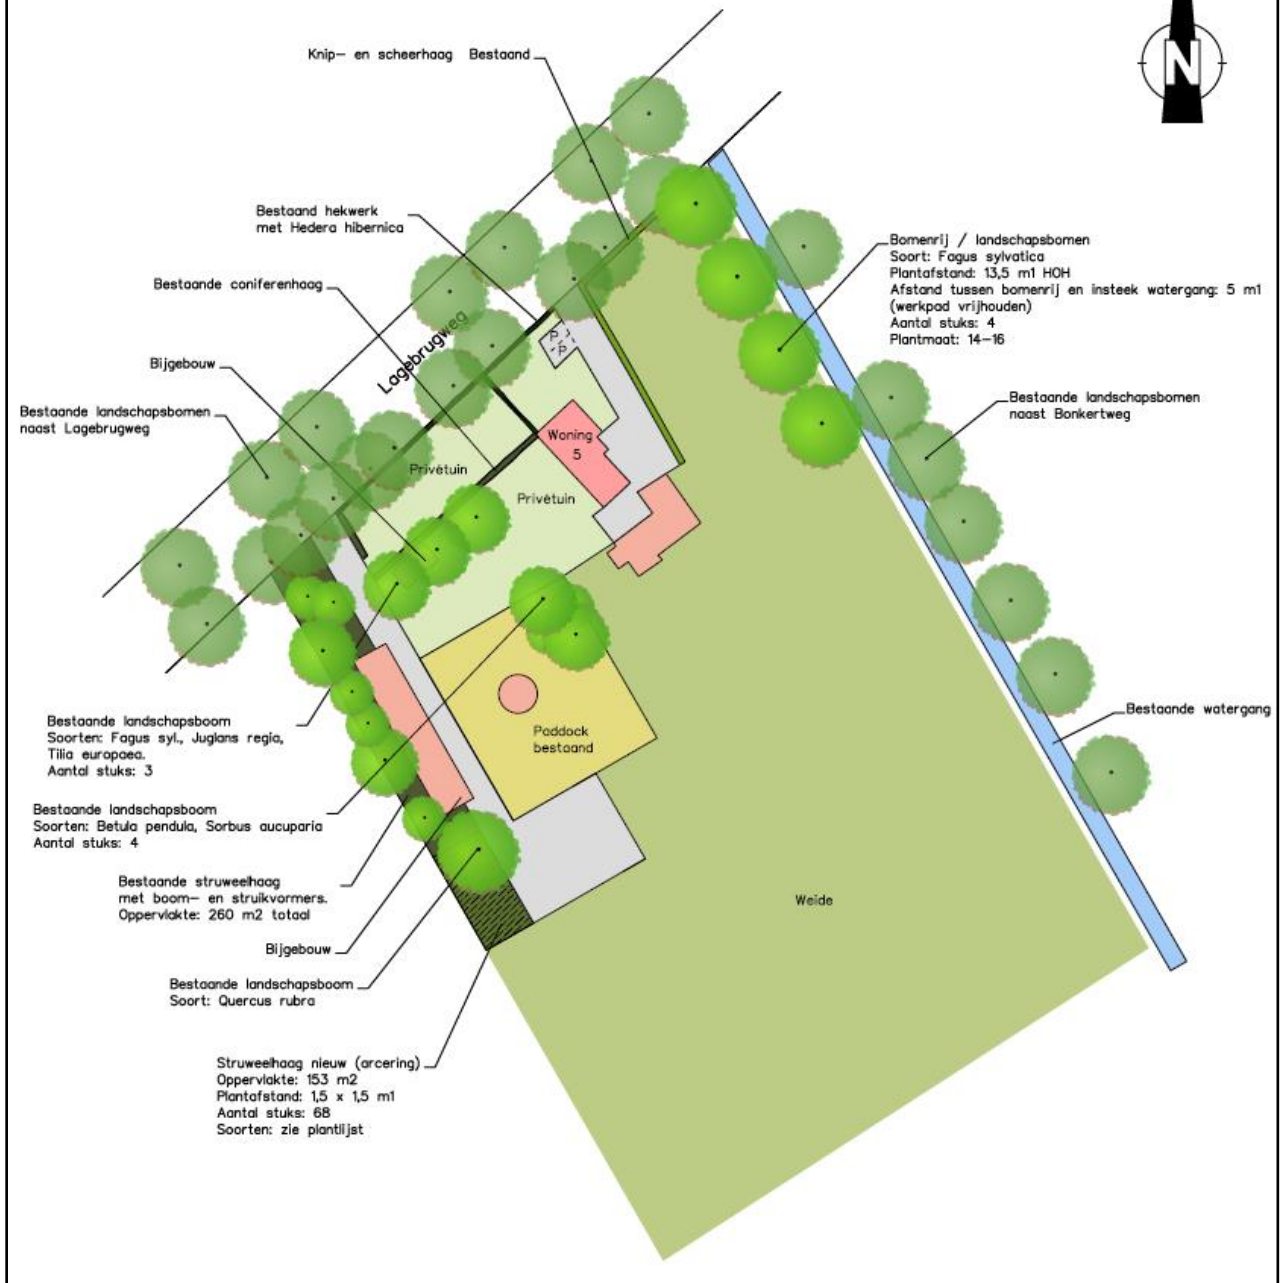 N
Knip- en scheerhaag  Bestaand
Bestaand hekwerk
met Hedera hibernica
Bestaande coniferenhaag
Bijgebouw
Bestaande landschapsbomen
naast Lagebrugweg
Lagebrugweg
P
P
Bomenrij / landschapsbomen
Soort: Fagus sylvatica
Plantafstand: 13,5 m1 HOH
Afstand tussen bomenrij en insteek watergang: 5 m1
(werkpad vrijhouden)
Aantal stuks: 4
Plantmaat: 14-16
Bestaande landschapsbomen
naast Bonkertweg
Woning
5
Privétuin
Privétuin
Bestaande watergang
Bestaande landschapsboom
Soorten: Fagus syl., Juglans regia,
Tilia europaea.
Aantal stuks: 3
Paddock
bestaand
Bestaande landschapsboom
Soorten: Betula pendula, Sorbus aucuparia
Aantal stuks: 4
Bestaande struweelhaag
met boom- en struikvormers.
Oppervlakte: 260 m2 totaal
Weide
Bijgebouw
Bestaande landschapsboom
Soort: Quercus rubra
Struweelhaag nieuw (arcering)
Oppervlakte: 153 m2
Plantafstand: 1,5 x 1,5 m1
Aantal stuks: 68
Soorten: zie plantlijst